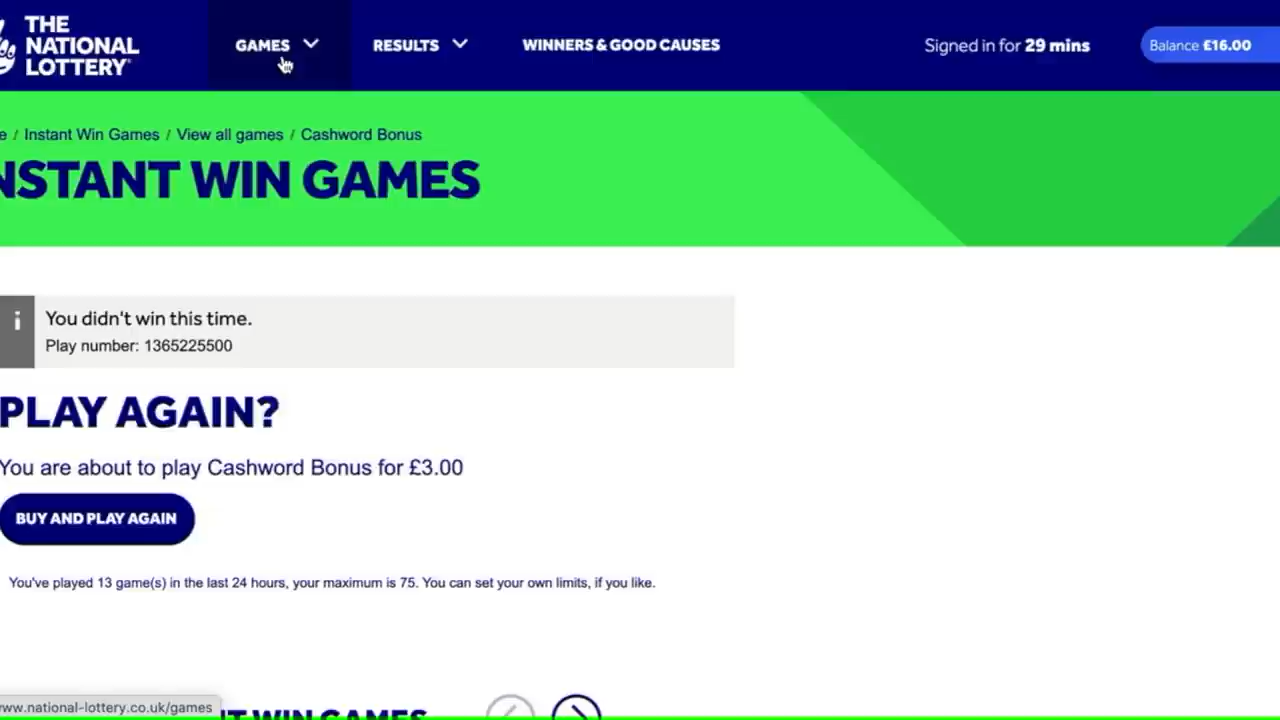 THE
NATIONAL
LOTTERY
GAMES
RESULTS
WINNERS & GOOD CAUSES
Signed in for 29 mins
Balance £16.00
/ Instant Win Games / View all games / Cashword Bonus
NSTANT WIN GAMES
i
You didn't win this time.
Play number: 1365225500
PLAY AGAIN?
You are about to play Cashword Bonus for £3.00
BUY AND PLAY AGAIN
You've played 13 game(s) in the last 24 hours, your maximum is 75. You can set your own limits, if you like.
ww.national-lottery.co.uk/games
WIN GAMES